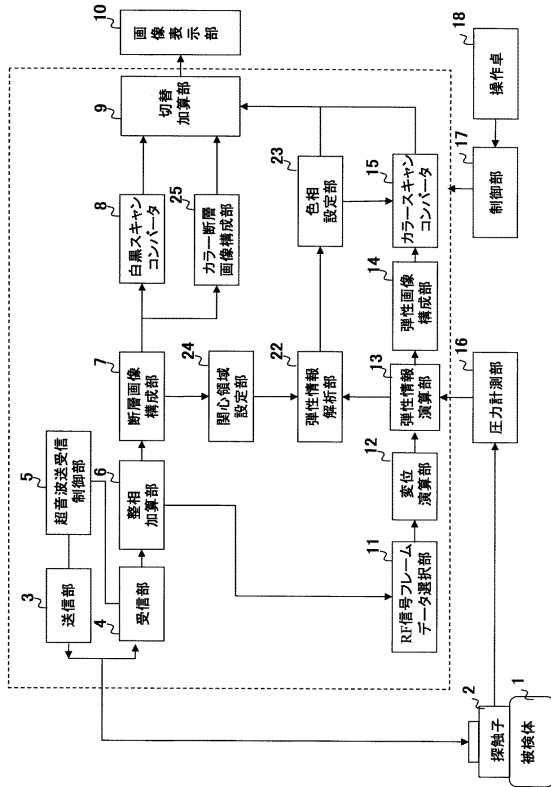 10
画像表示部
18
操作卓
9
切替
加算部
17
制御部
8
白黒スキャン
コンバータ
25
カラー断層
画像構成部
23
色相
設定部
15
カラースキャン
コンバータ
14
弾性画像
構成部
7
断層画像
構成部
24
関心領域
設定部
22
弾性情報
解析部
13
弾性情報
演算部
16
圧力計測部
5
超音波送受信
制御部
6
整相
加算部
12
変位
演算部
3
送信部
4
受信部
11
RF信号フレーム
データ選択部
2
探触子
1
被検体